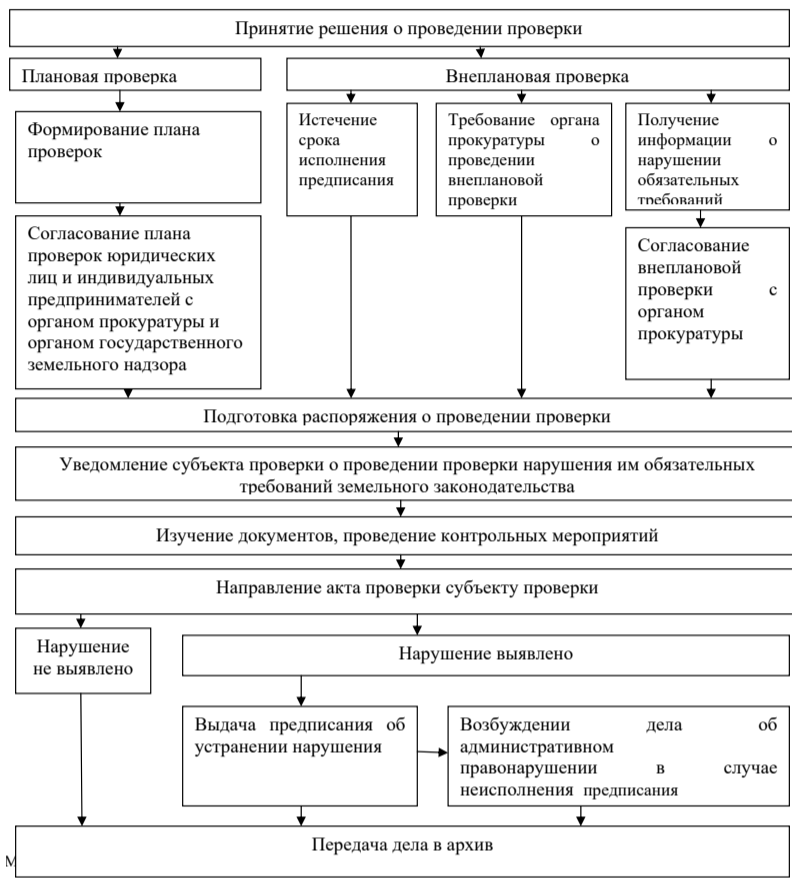 Принятие решения о проведении проверки
Плановая проверка
Внеплановая проверка
Формирование плана
проверок
Истечение
срока
исполнения
предписания
Требование органа
прокуратуры о
проведении
внеплановой
проверки
Получение
информации о
нарушении
обязательных
требований
Согласование плана
проверок юридических
лиц и индивидуальных
предпринимателей с
органом прокуратуры и
органом государственного
земельного надзора
Согласование
внеплановой
проверки с
органом
прокуратуры
Подготовка распоряжения о проведении проверки
Уведомление субъекта проверки о проведении проверки нарушения им обязательных
требований земельного законодательства
Изучение документов, проведение контрольных мероприятий
Направление акта проверки субъекту проверки
Нарушение
не выявлено
Нарушение выявлено
Выдача предписания об
устранении нарушения
Возбуждении дела об
административном
правонарушении в случае
неисполнения предписания
Передача дела в архив
М